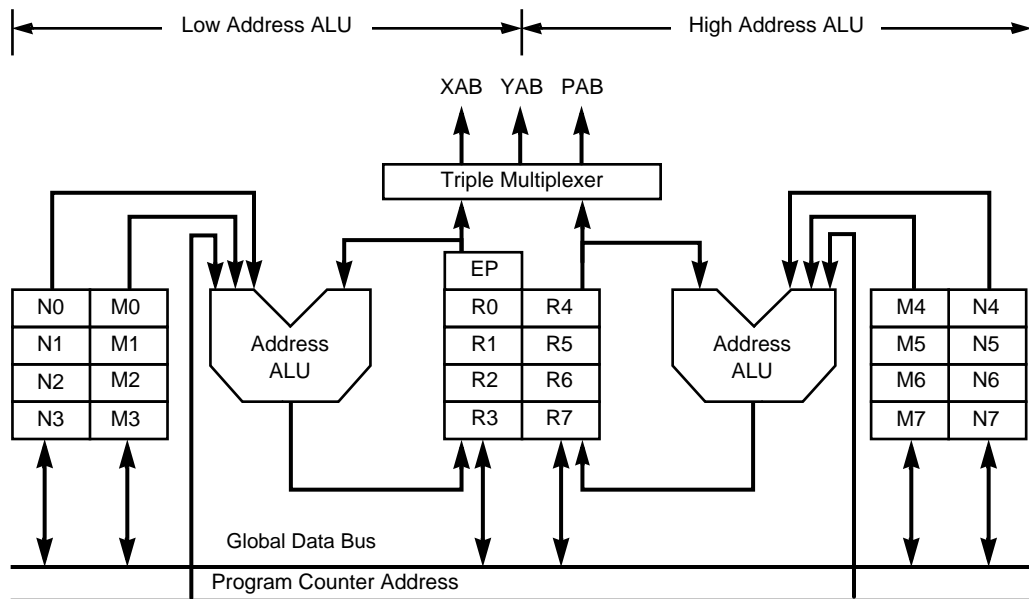 Low Address ALU
High Address ALU
XAB YAB PAB
Triple Multiplexer
EP
N0 M0
R0 R4
M4 N4
N1 M1
Address
ALU
R1 R5
Address
ALU
M5 N5
N2 M2
R2 R6
M6 N6
N3 M3
R3 R7
M7 N7
Global Data Bus
Program Counter Address